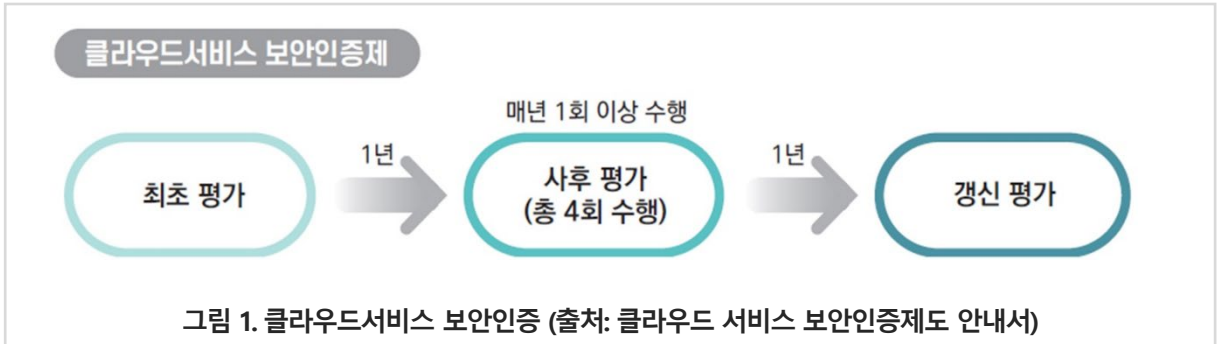 클라우드서비스 보안인증제
매년 1회 이상 수행
최초 평가
1년
사후 평가
(총 4회 수행)
1년
갱신 평가
그림 1. 클라우드서비스 보안인증 (출처: 클라우드 서비스 보안인증제도 안내서)